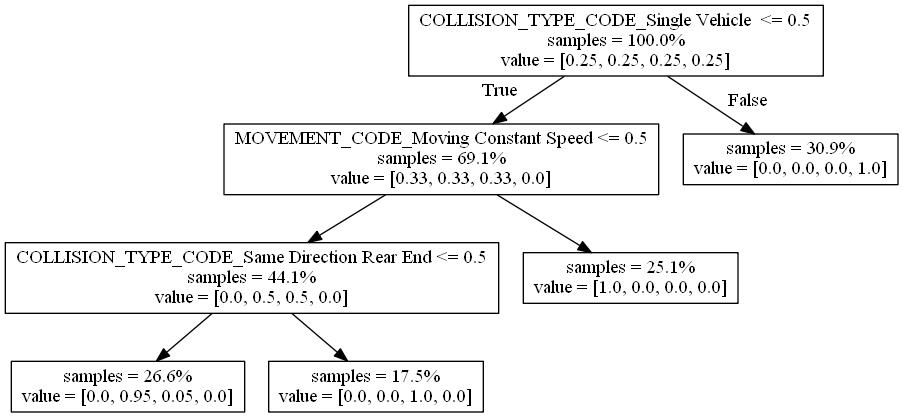 COLLISION_TYPE_CODE_Single Vehicle <= 0.5
samples = 100.0%
value = [0.25, 0.25, 0.25, 0.25]
True
False
MOVEMENT_CODE_Moving Constant Speed <= 0.5
samples = 69.1%
value = [0.33, 0.33, 0.33, 0.0]
samples = 30.9%
value = [0.0, 0.0, 0.0, 1.0]
COLLISION_TYPE_CODE_Same Direction Rear End <= 0.5
samples = 44.1%
value = [0.0, 0.5, 0.5, 0.0]
samples = 25.1%
value = [1.0, 0.0, 0.0, 0.0]
samples = 26.6%
value = [0.0, 0.95, 0.05, 0.0]
samples = 17.5%
value = [0.0, 0.0, 1.0, 0.0]